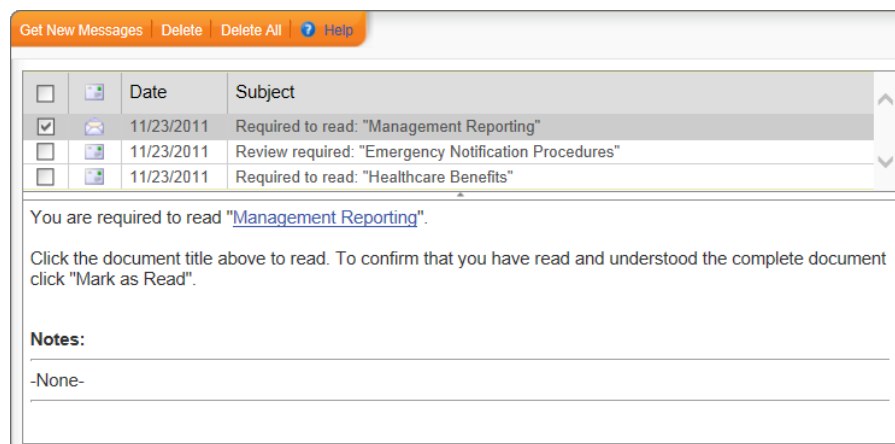 Get New Messages Delete Delete All Help
Date Subject
11/23/2011 Required to read: "Management Reporting"
11/23/2011 Review required: "Emergency Notification Procedures"
11/23/2011 Required to read: "Healthcare Benefits"
You are required to read "Management Reporting".
Click the document title above to read. To confirm that you have read and understood the complete document
click "Mark as Read".
Notes:
-None-